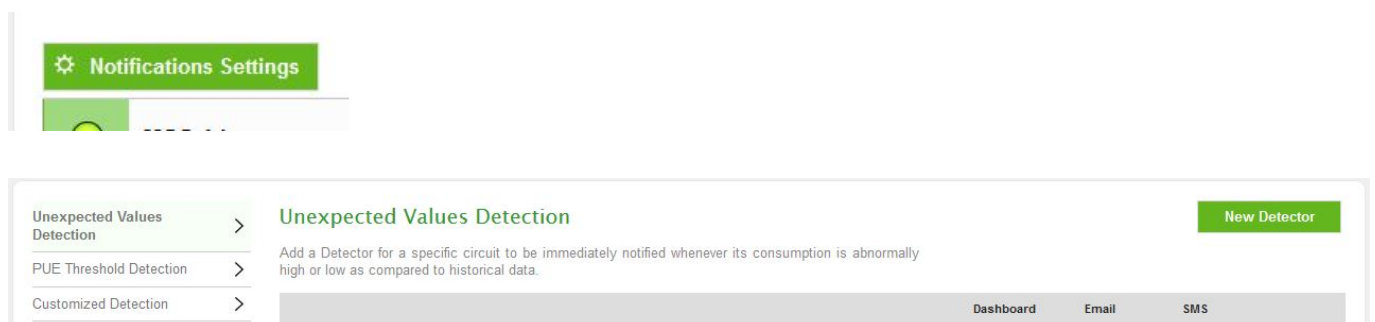 Notifications Settings
Unexpected Values
Detection
PUE Threshold Detection
Customized Detection
Unexpected Values Detection
New Detector
Add a Detector for a specific circuit to be immediately notified whenever its consumption is abnormally
high or low as compared to historical data.
Dashboard Email SMS